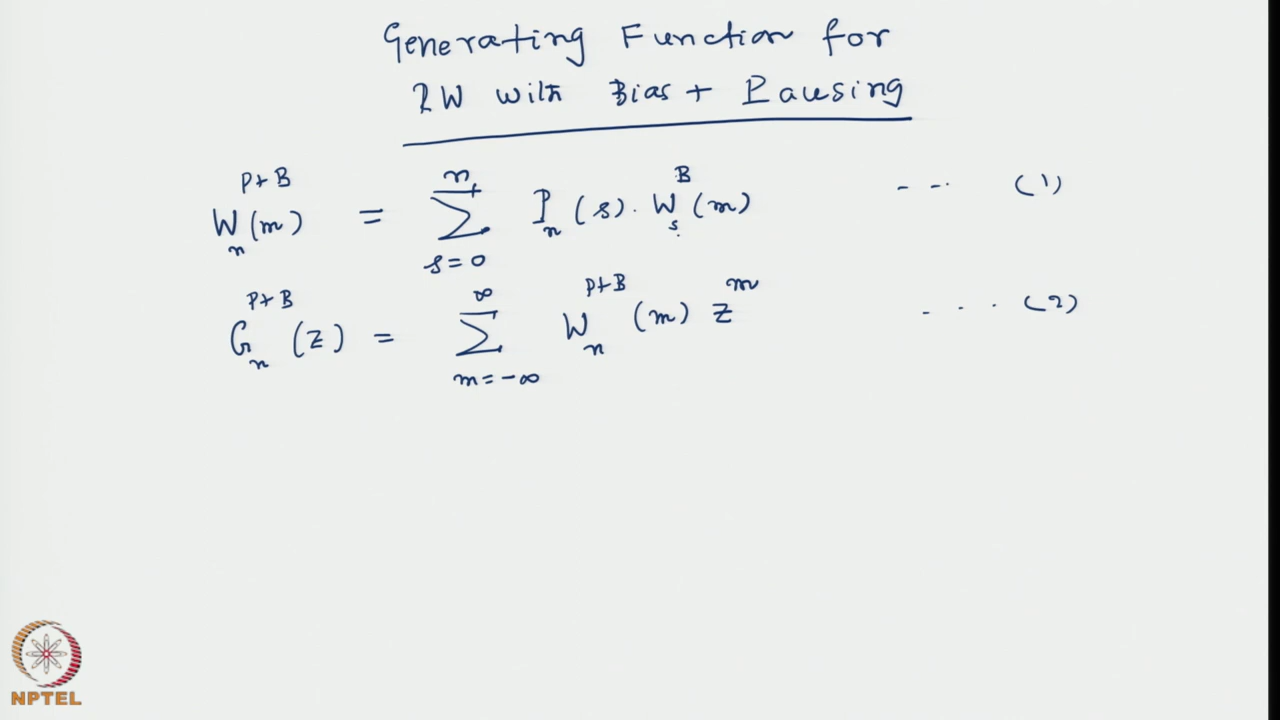 Generating Function for
RW with Bias + Pausing
W_n^{P+B}(m) = \sum_{s=0}^{n} P_n(s) . W_s^{B}(m) - - - (1)
G_n^{P+B}(z) = \sum_{m=-\infty}^{\infty} W_n^{P+B}(m) z^m . . . . (2)
NPTEL